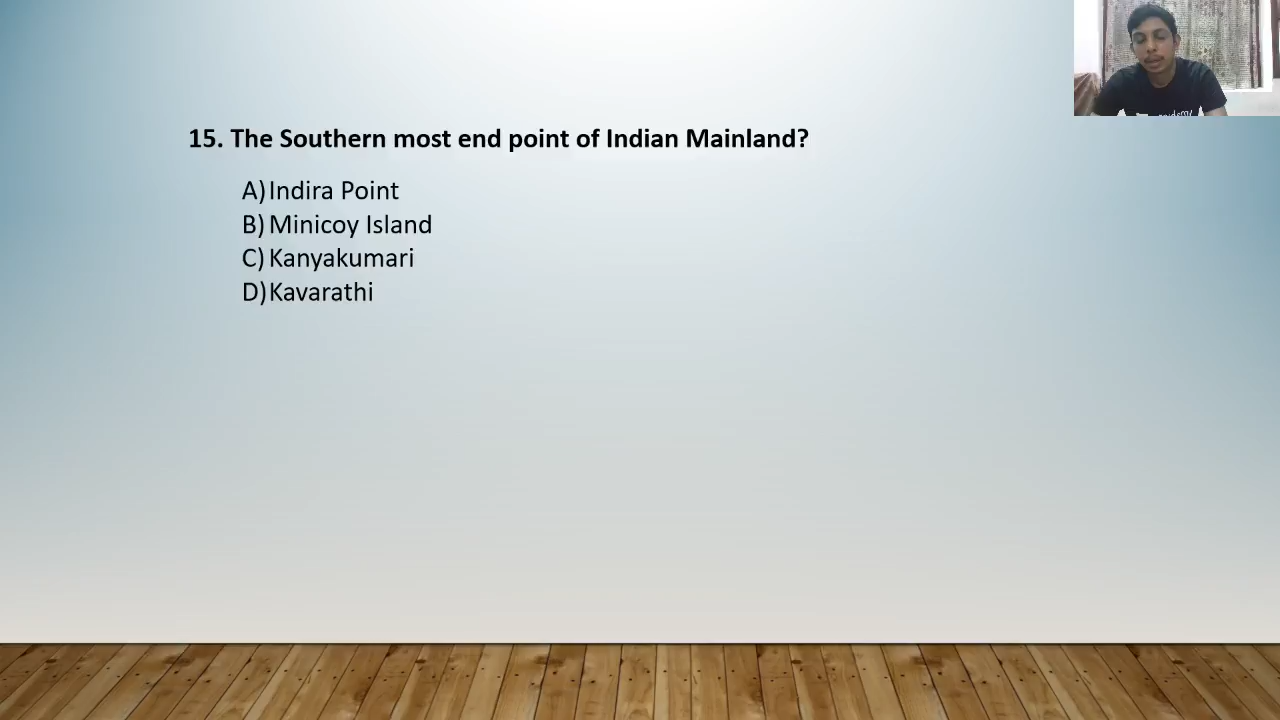 15. The Southern most end point of Indian Mainland?
A) Indira Point
B) Minicoy Island
C) Kanyakumari
D) Kavarathi